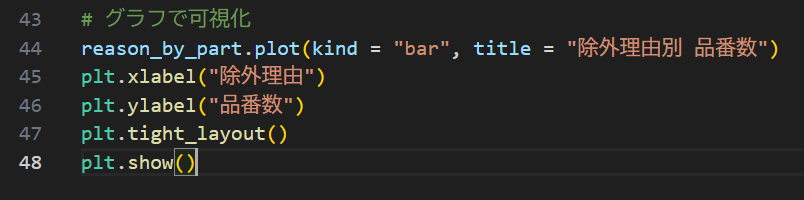 43 # グラフで可視化
44 reason_by_part.plot(kind = "bar", title = "除外理由別 品番数")
45 plt.xlabel("除外理由")
46 plt.ylabel("品番数")
47 plt.tight_layout()
48 plt.show()